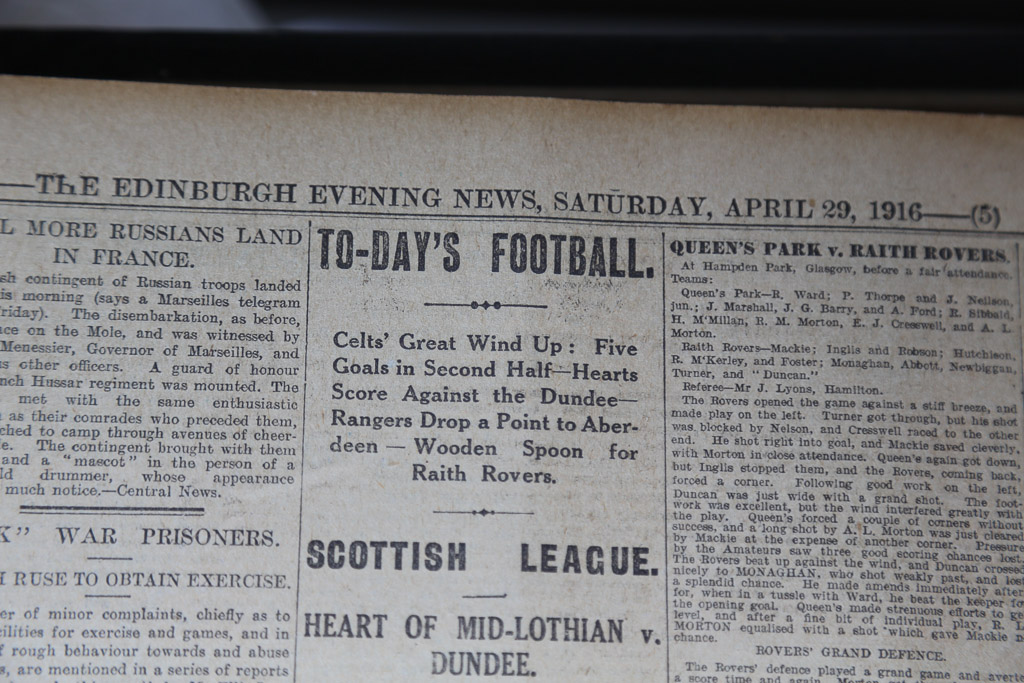 THE EDINBURGH EVENING NEWS, SATURDAY, APRIL 29, 1916—(5)
MORE RUSSIANS LAND
IN FRANCE.
contingent of Russian troops landed
morning (says a Marseilles telegram
The disembarkation, as before,
on the Mole, and was witnessed by
Menessier, Governor of Marseilles, and
other officers. A guard of honour
Hussar regiment was mounted. The
met with the same enthusiastic
as their comrades who preceded them,
to camp through avenues of cheer-
The contingent brought with them
and a "mascot" in the person of a
drummer, whose appearance
much notice.—Central News.
WAR PRISONERS.
RUSE TO OBTAIN EXERCISE.
of minor complaints, chiefly as to
for exercise and games, and in
rough behaviour towards and abuse
are mentioned in a series of reports
TO-DAY'S FOOTBALL.
Celts' Great Wind Up: Five
Goals in Second Half—Hearts
Score Against the Dundee—
Rangers Drop a Point to Aber-
deen — Wooden Spoon for
Raith Rovers.
SCOTTISH LEAGUE.
HEART OF MID-LOTHIAN v.
DUNDEE.
QUEEN'S PARK v. RAITH ROVERS.
At Hampden Park, Glasgow, before a fair attendance.
Teams:
Queen's Park—R. Ward; P. Thorpe and J. Neilson,
jun.; J. Marshall, J. G. Barry, and A. Ford; R. Sibbald,
H. M'Millan, R. M. Morton, E. J. Cresswell, and A. L.
Morton.
Raith Rovers—Mackie; Inglis and Robson; Hutchison,
R. M'Kerley, and Foster; Monaghan, Abbott, Newbiggan,
Turner, and "Duncan."
Referee—Mr J. Lyons, Hamilton.
The Rovers opened the game against a stiff breeze, and
made play on the left. Turner got through, but his shot
was blocked by Nelson, and Cresswell raced to the other
end. He shot right into goal, and Mackie saved cleverly,
with Morton in close attendance. Queen's again got down,
but Inglis stopped them, and the Rovers, coming back,
forced a corner. Following good work on the left,
Duncan was just wide with a grand shot. The foot-
work was excellent, but the wind interfered greatly with
the play. Queen's forced a couple of corners without
success, and a long shot by A. L. Morton was just cleared
by Mackie at the expense of another corner. Pressure
by the Amateurs saw three good scoring chances lost.
The Rovers beat up against the wind, and Duncan crossed
nicely to MONAGHAN, who shot weakly past, and lost
a splendid chance. He made amends immediately after
for, when in a tussle with Ward, he beat the keeper for
the opening goal. Queen's made strenuous efforts to get
level, and after a fine bit of individual play, R.
MORTON equalised with a shot which gave Mackie
chance.
ROVERS' GRAND DEFENCE.
The Rovers' defence played a grand game and
a score time and again.